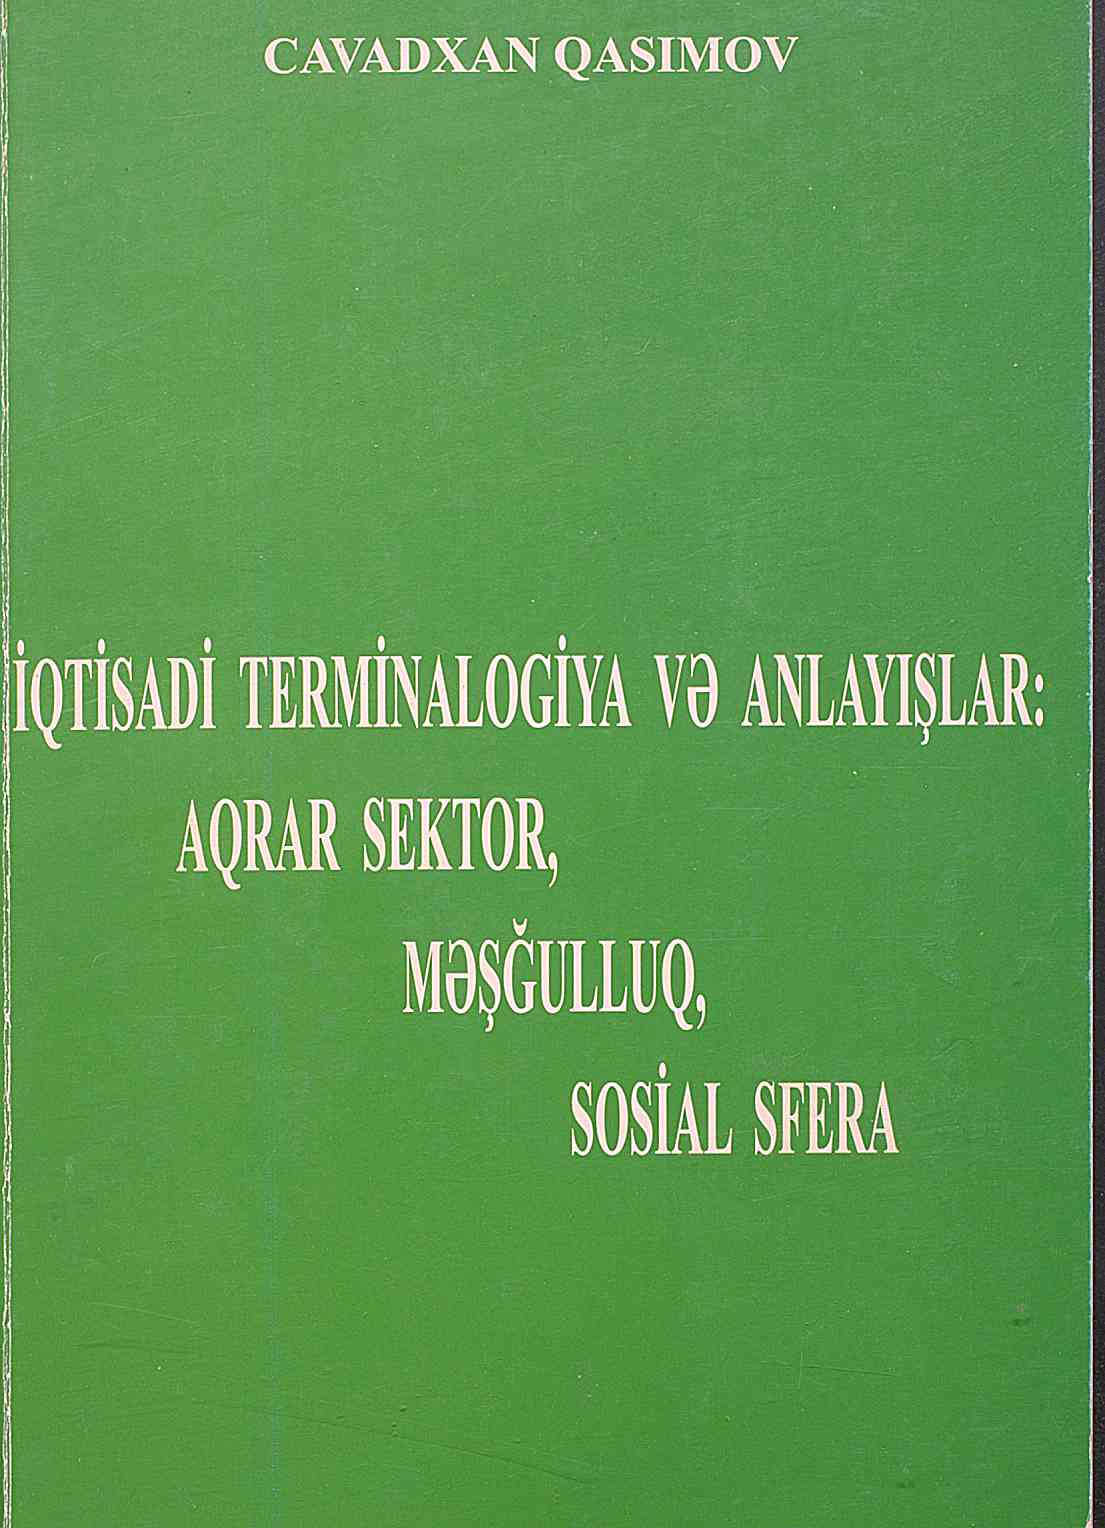 CAVADXAN QASIMOV
İQTİSADİ TERMİNALOGİYA VƏ ANLAYIŞLAR:
AQRAR SEKTOR,
MƏŞĞULLUQ,
SOSİAL SFERA